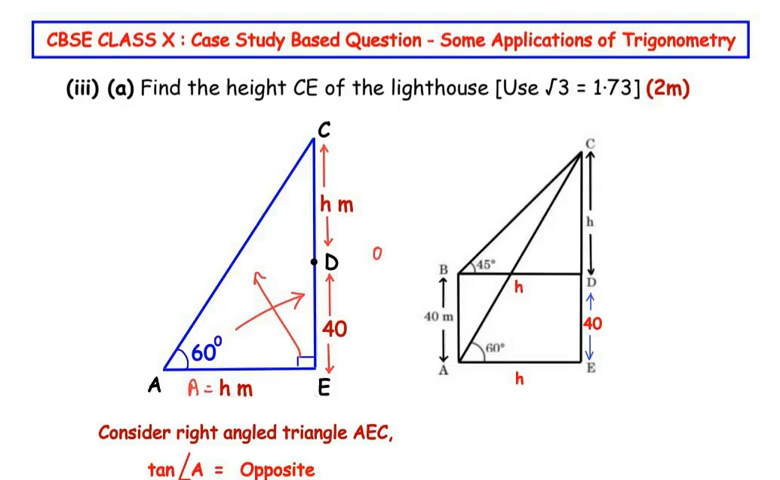 CBSE CLASS X : Case Study Based Question - Some Applications of Trigonometry
(iii) (a) Find the height CE of the lighthouse [Use √3 = 1·73] (2m)
C
h m
D
O
40
60⁰
A
A = h m
E
C
h
B
45°
D
h
40 m
40
60°
A
E
h
Consider right angled triangle AEC,
tan ∠A = Opposite